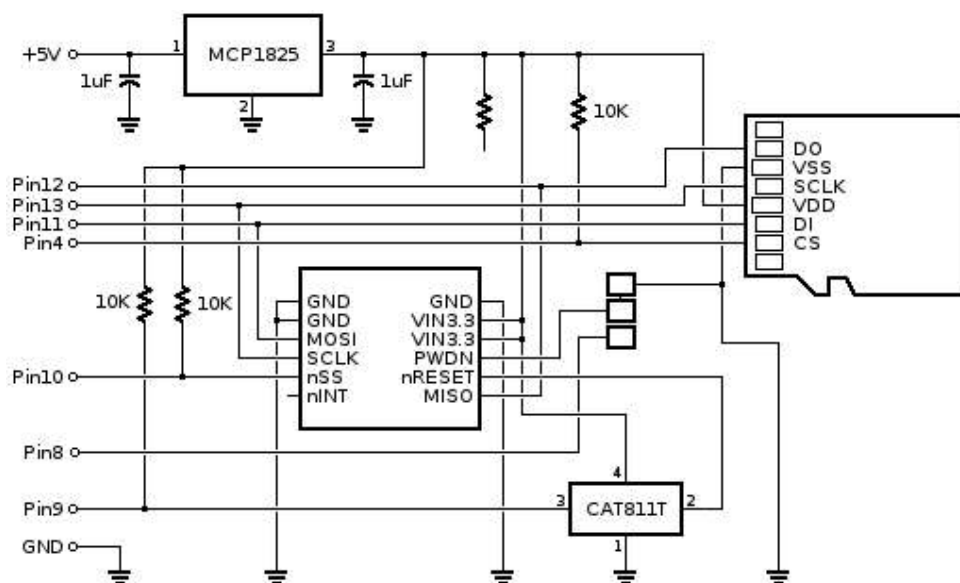 +5V
1
MCP1825
3
1uF
2
1uF
10K
DO
VSS
SCLK
VDD
DI
CS
Pin12
Pin13
Pin11
Pin4
10K
10K
GND
GND
MOSI
SCLK
nSS
nINT
GND
VIN3.3
VIN3.3
PWDN
nRESET
MISO
Pin10
Pin8
Pin9
GND
4
3
CAT811T
2
1